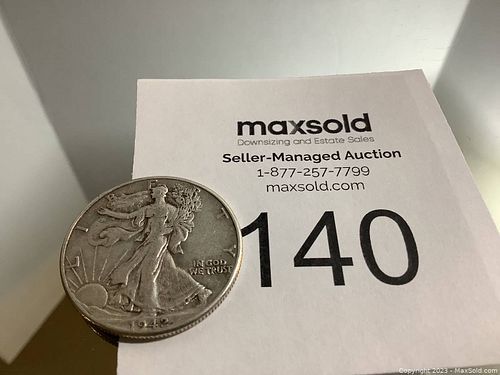 maxsold
Downsizing and Estate Sales
Seller-Managed Auction
1-877-257-7799
maxsold.com
140
LIBERTY
IN GOD
WE TRUST
1942
Copyright 2023 - MaxSold.com